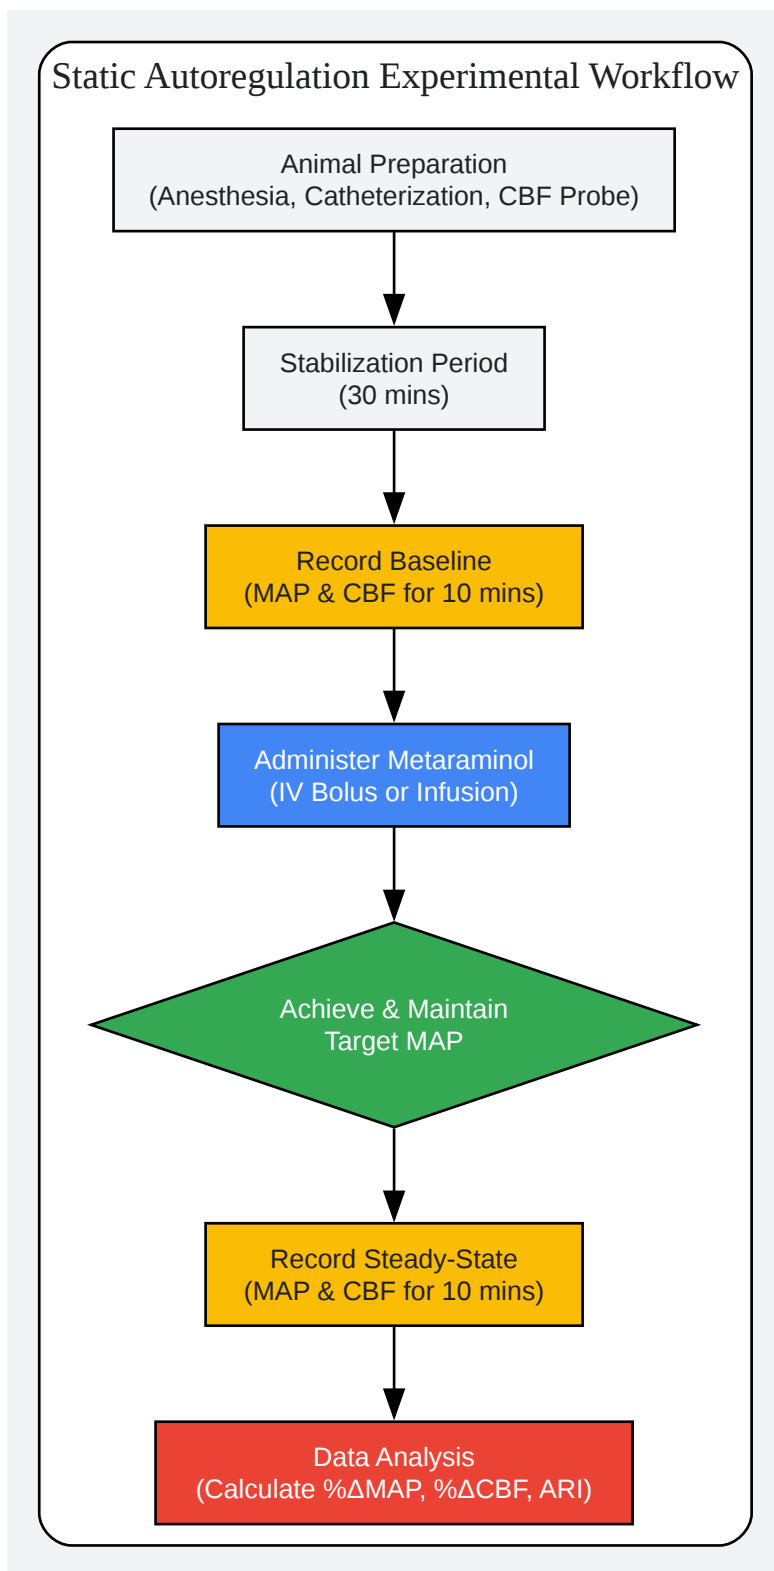 Static Autoregulation Experimental Workflow
Animal Preparation
(Anesthesia, Catheterization, CBF Probe)
Stabilization Period
(30 mins)
Record Baseline
(MAP & CBF for 10 mins)
Administer Metaraminol
(IV Bolus or Infusion)
Achieve & Maintain
Target MAP
Record Steady-State
(MAP & CBF for 10 mins)
Data Analysis
(Calculate %ΔMAP, %ΔCBF, ARI)